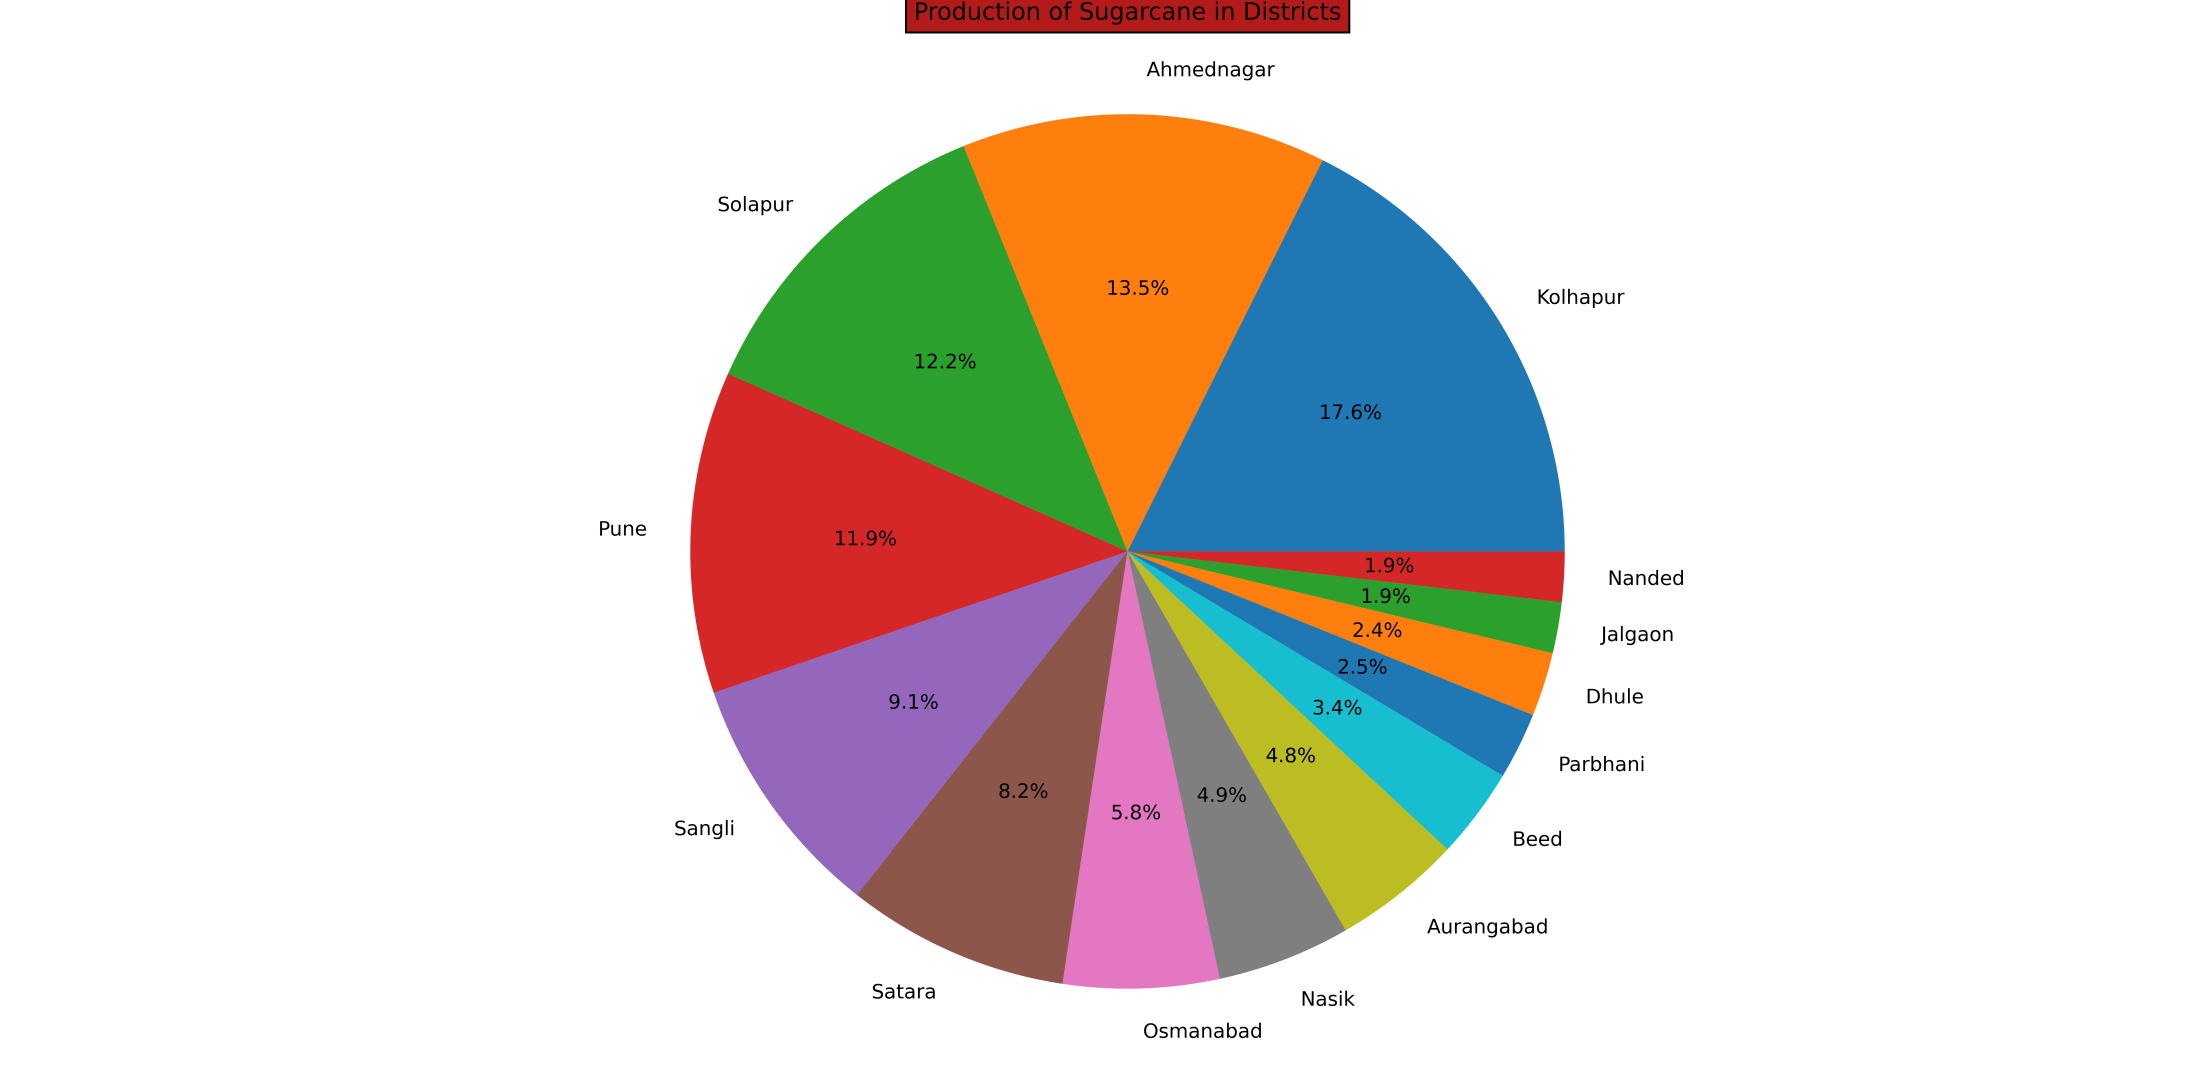 Production of Sugarcane in Districts
Ahmednagar
Solapur
Kolhapur
13.5%
12.2%
17.6%
Pune
11.9%
1.9%
Nanded
1.9%
Jalgaon
2.4%
Dhule
2.5%
Parbhani
9.1%
3.4%
4.8%
Beed
8.2%
4.9%
5.8%
Sangli
Aurangabad
Satara
Nasik
Osmanabad